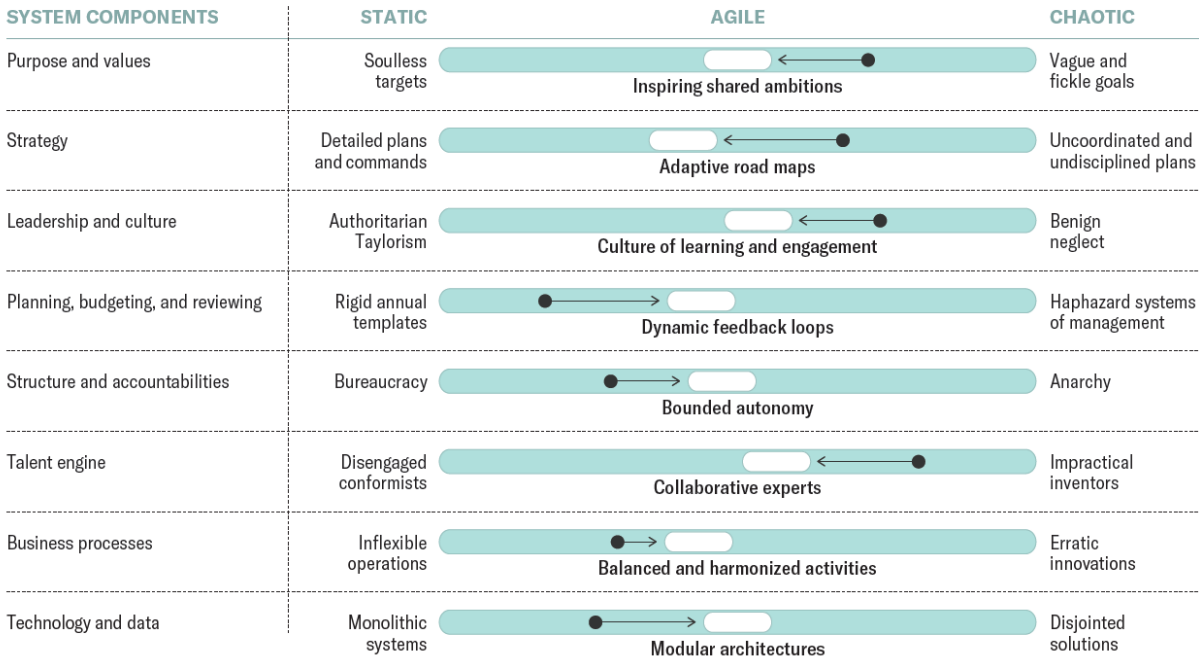 SYSTEM COMPONENTS STATIC AGILE CHAOTIC
Purpose and values
Soulless
targets
Inspiring shared ambitions
Vague and
fickle goals
Strategy
Detailed plans
and commands
Adaptive road maps
Uncoordinated and
undisciplined plans
Leadership and culture
Authoritarian
Taylorism
Culture of learning and engagement
Benign
neglect
Planning, budgeting, and reviewing
Rigid annual
templates
Dynamic feedback loops
Haphazard systems
of management
Structure and accountabilities
Bureaucracy
Bounded autonomy
Anarchy
Talent engine
Disengaged
conformists
Collaborative experts
Impractical
inventors
Business processes
Inflexible
operations
Balanced and harmonized activities
Erratic
innovations
Technology and data
Monolithic
systems
Modular architectures
Disjointed
solutions